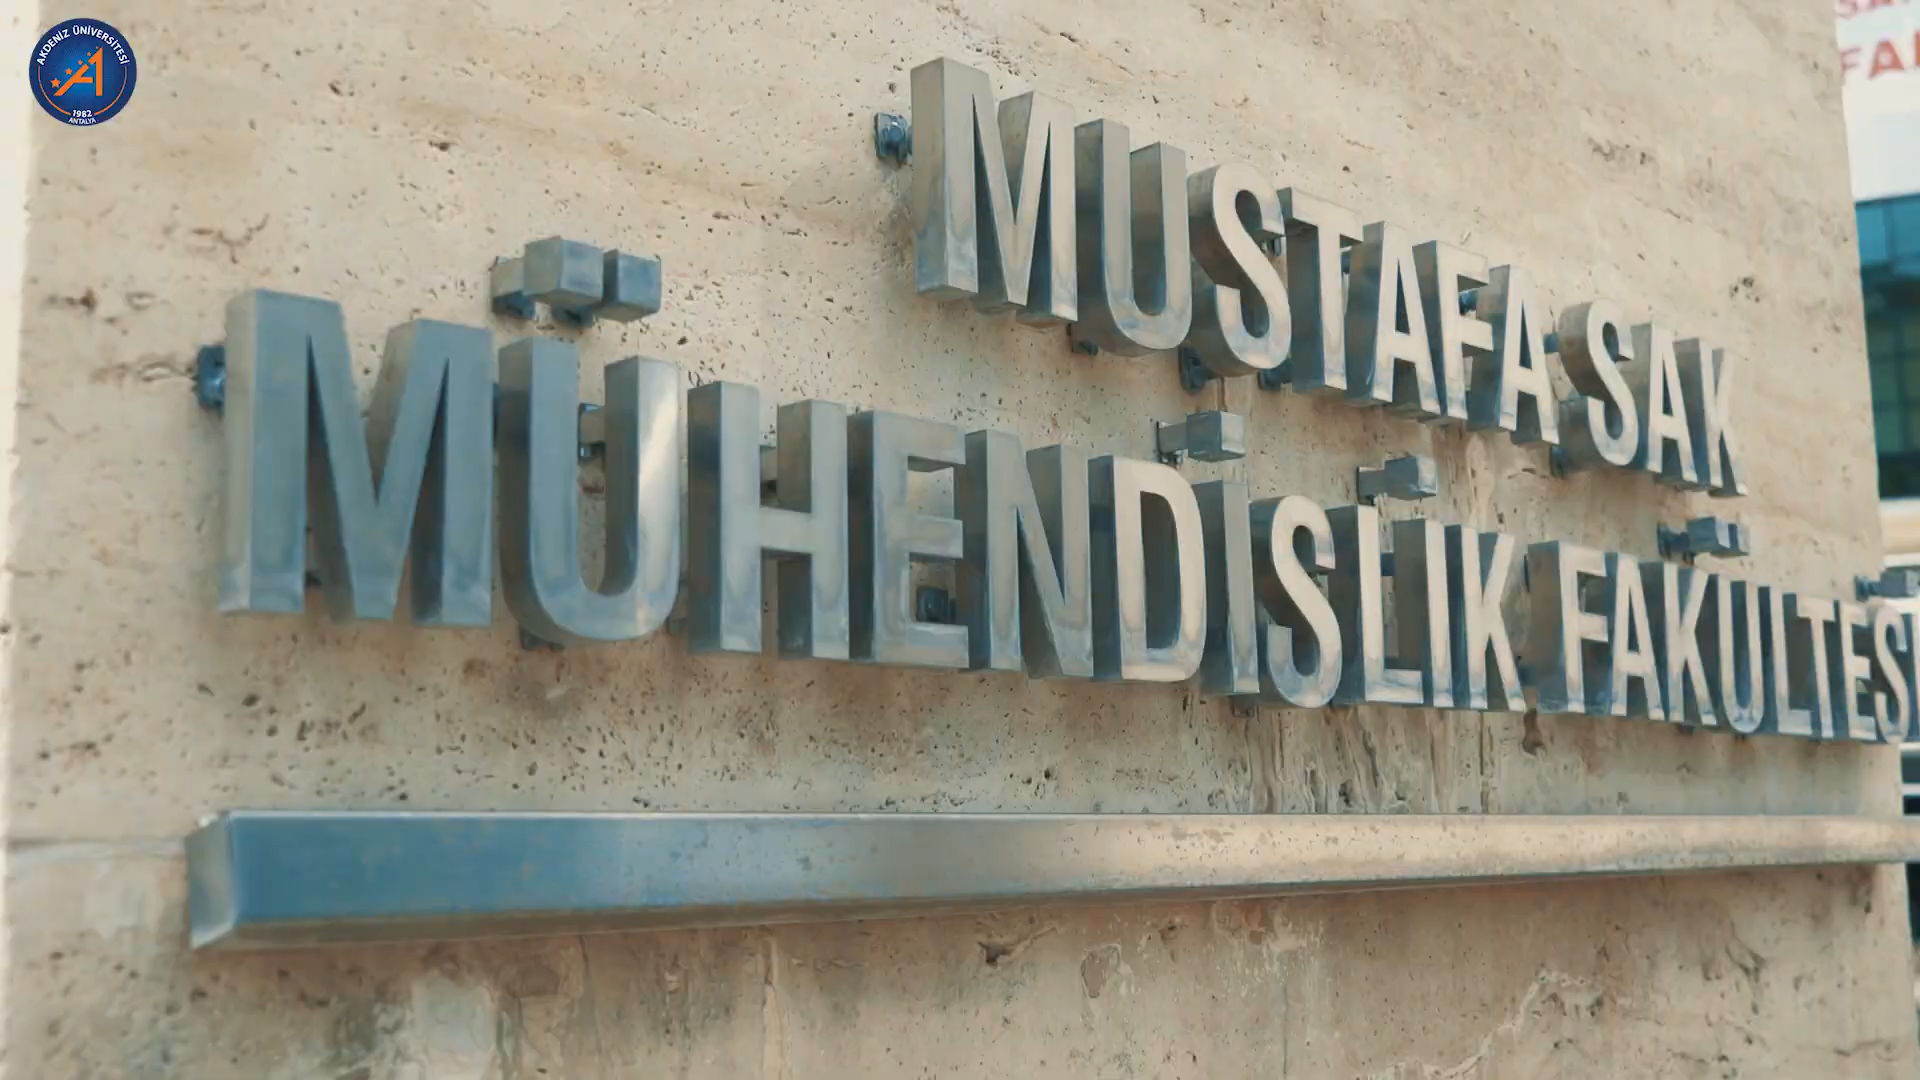 AKDENİZ ÜNİVERSİTESİ
1982
ANTALYA
MUSTAFA SAK
MÜHENDİSLİK FAKÜLTESİ